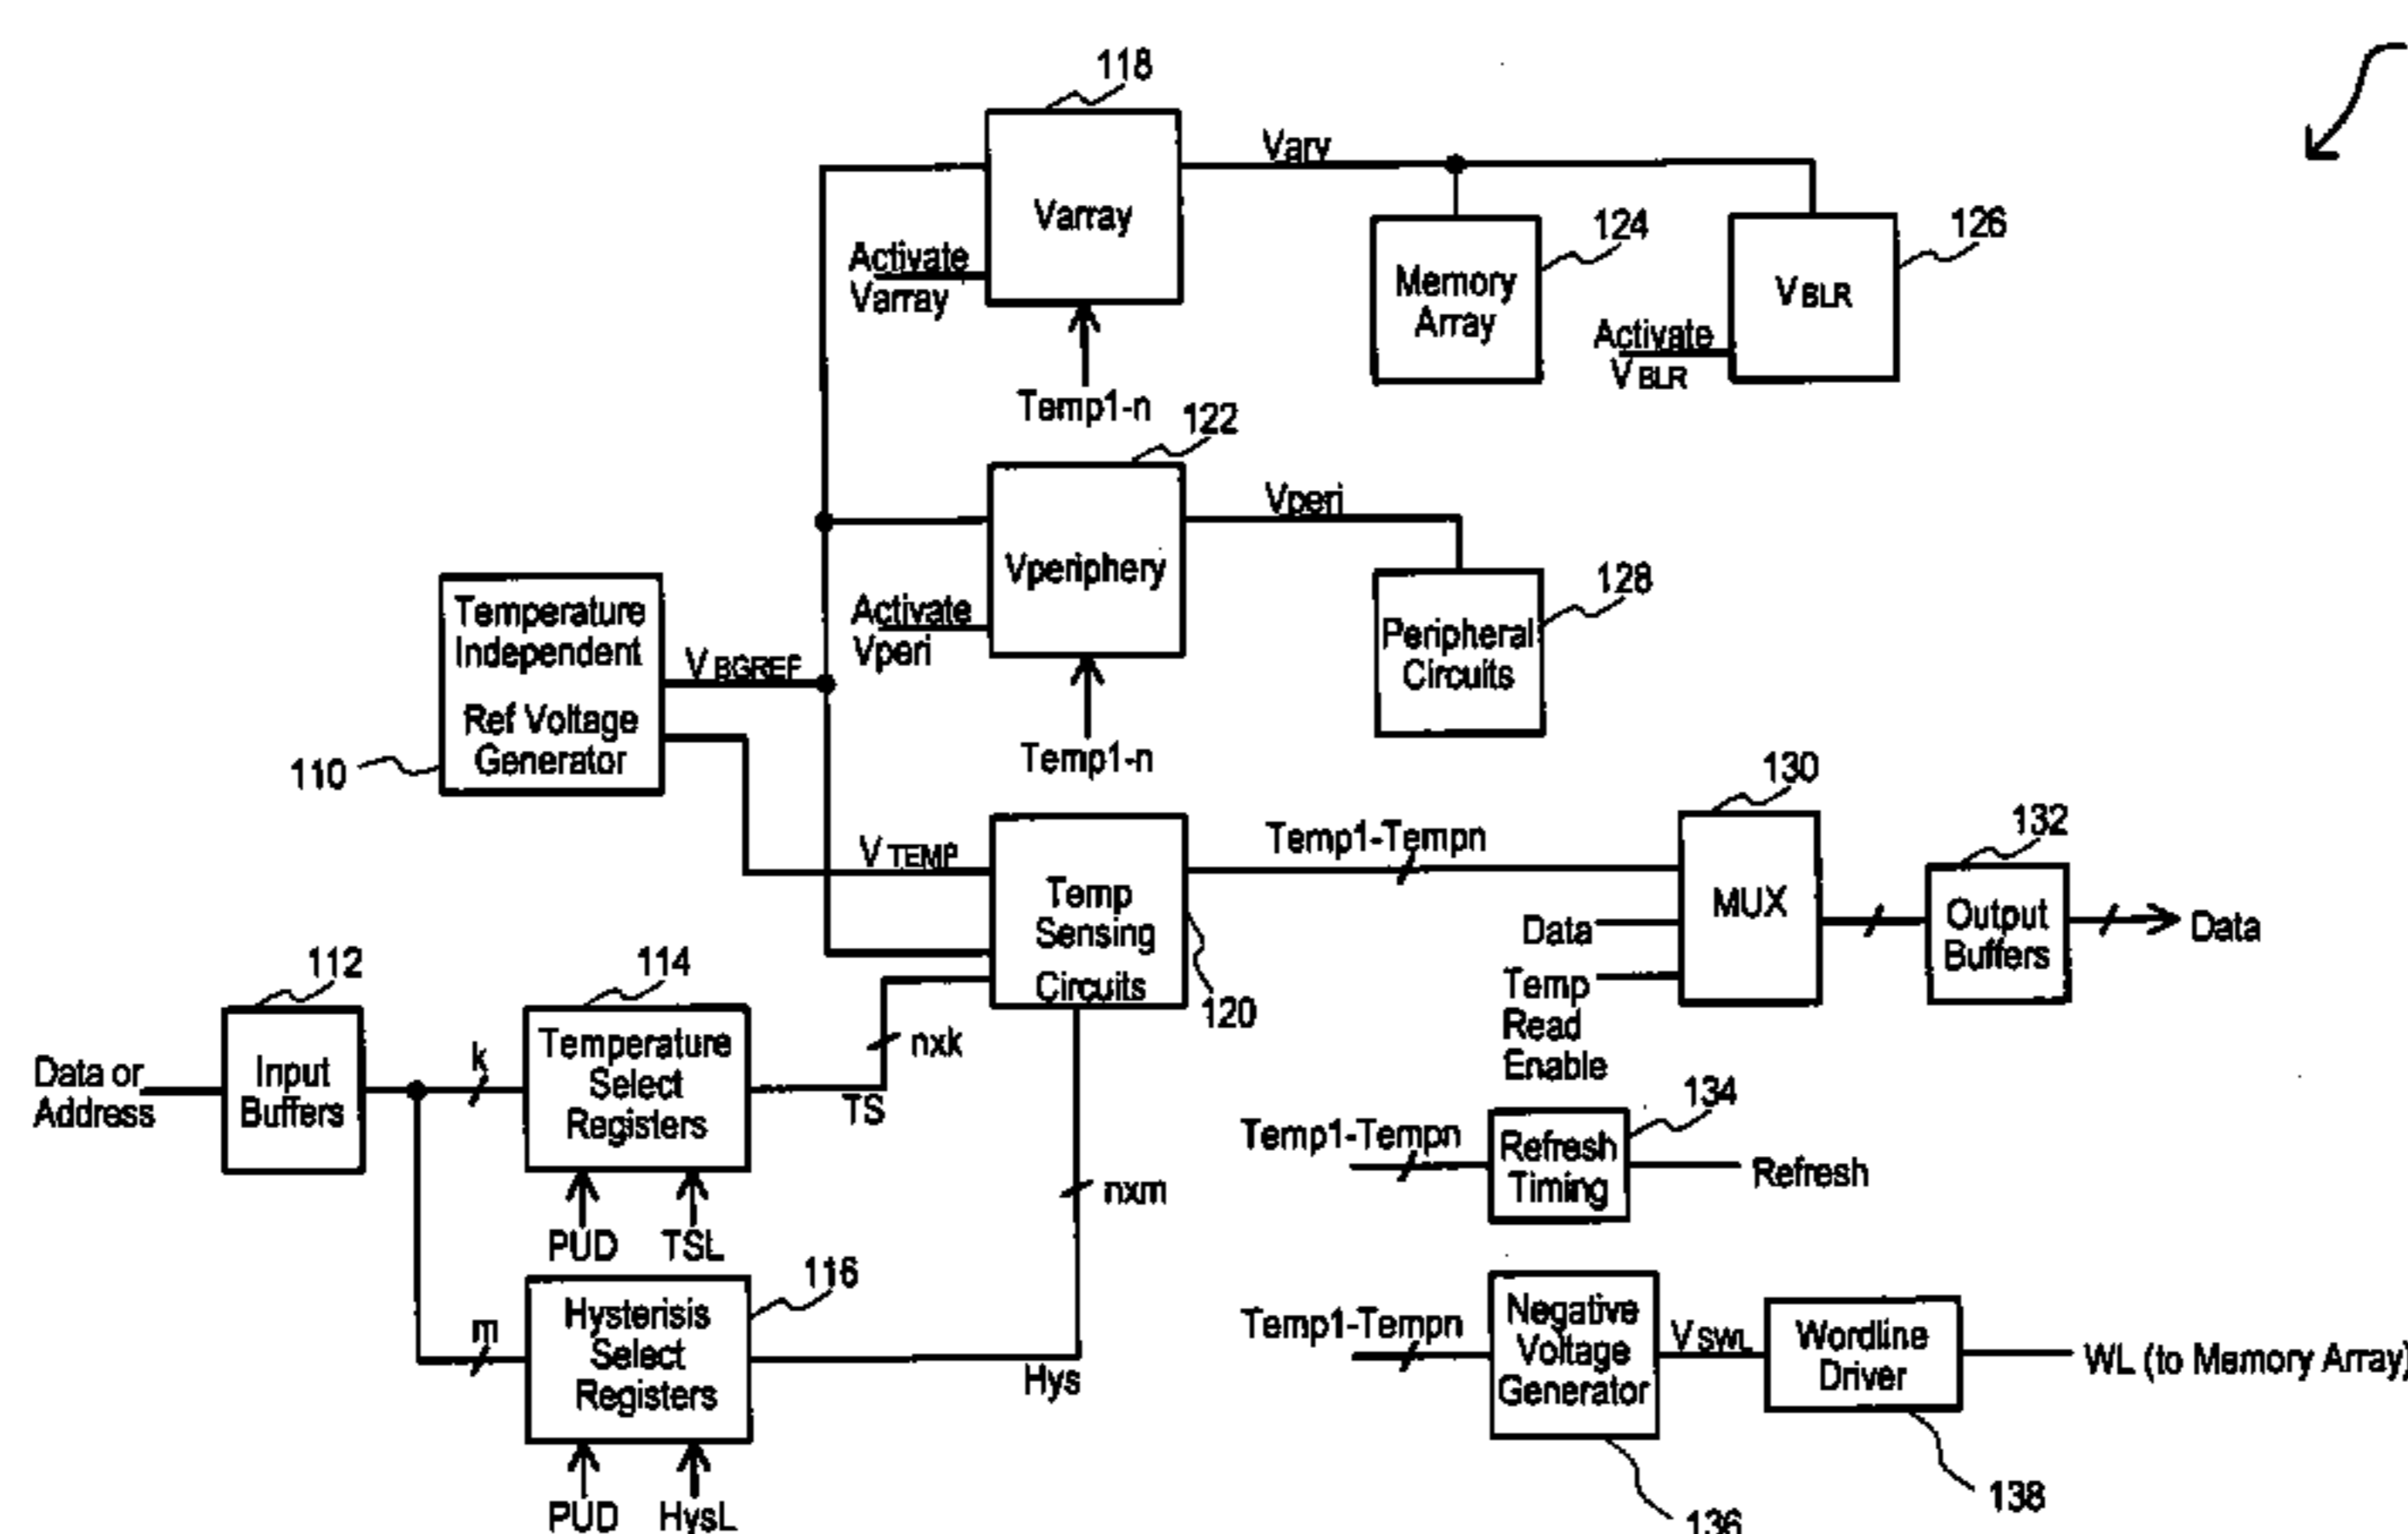 118
Vary
Varray
Activate
Varray
Temp1-n
124
Memory
Array
126
VBLR
Activate
VBLR
122
Vperi
Vperiphery
Activate
Vperi
Temp1-n
128
Peripheral
Circuits
Temperature
Independent
Ref Voltage
Generator
110
VBGREF
VTEMP
Temp
Sensing
Circuits
120
Temp1-Tempn
130
MUX
Data
Temp
Read
Enable
132
Output
Buffers
Data
Data or
Address
112
Input
Buffers
k
114
Temperature
Select
Registers
TS
nxk
PUD
TSL
m
116
Hysterisis
Select
Registers
Hys
nxm
PUD
HysL
Temp1-Tempn
134
Refresh
Timing
Refresh
Temp1-Tempn
Negative
Voltage
Generator
136
VSWL
Wordline
Driver
138
WL (to Memory Array)